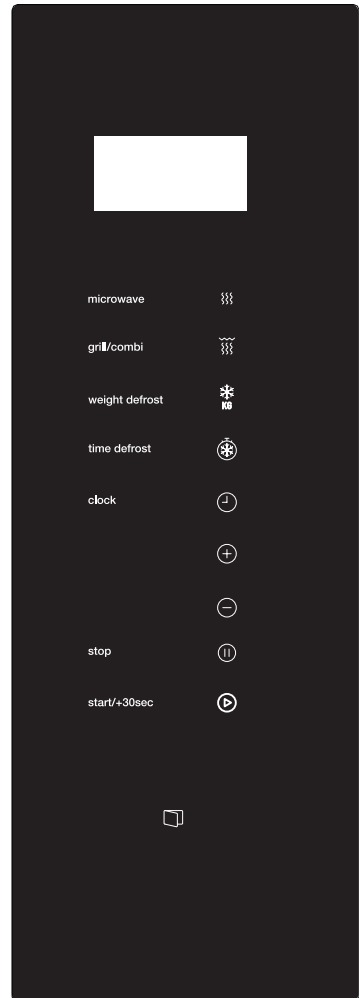 microwave
grill/combi
weight defrost
KG
time defrost
clock
stop
start/+30sec